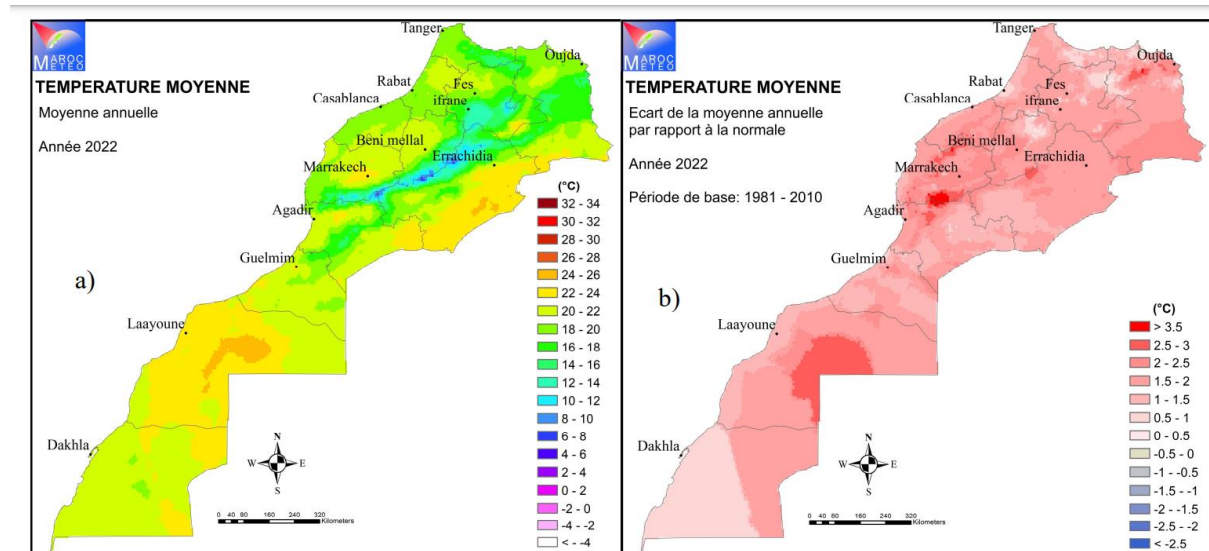 MAROC
METEO
TEMPERATURE MOYENNE
Moyenne annuelle
Année 2022
a)
Tanger
Oujda
Rabat
Fes
ifrane
Casablanca
Beni mellal
Errachidia
Marrakech
Agadir
Guelmim
Laayoune
Dakhla
(°C)
32 - 34
30 - 32
28 - 30
26 - 28
24 - 26
22 - 24
20 - 22
18 - 20
16 - 18
14 - 16
12 - 14
10 - 12
8 - 10
6 - 8
4 - 6
2 - 4
0 - 2
-2 - 0
-4 - -2
< - -4
N
W E
S
0 40 80 160 240 320
Kilometers
MAROC
METEO
TEMPERATURE MOYENNE
Ecart de la moyenne annuelle
par rapport à la normale
Année 2022
Période de base: 1981 - 2010
b)
Tanger
Oujda
Rabat
Fes
ifrane
Casablanca
Beni mellal
Errachidia
Marrakech
Agadir
Guelmim
Laayoune
Dakhla
(°C)
> 3.5
2.5 - 3
2 - 2.5
1.5 - 2
1 - 1.5
0.5 - 1
0 - 0.5
-0.5 - 0
-1 - -0.5
-1.5 - -1
-2 - -1.5
-2.5 - -2
< -2.5
N
W E
S
0 40 80 160 240 320
Kilometers